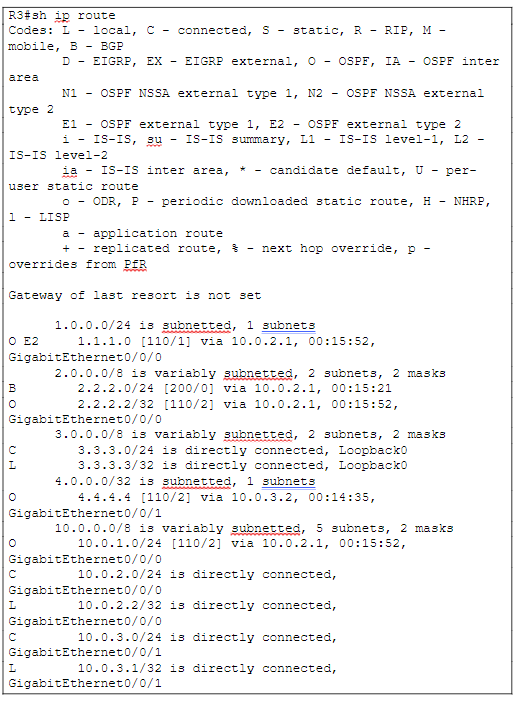 R3#sh ip route
Codes: L - local, C - connected, S - static, R - RIP, M -
mobile, B - BGP
D - EIGRP, EX - EIGRP external, O - OSPF, IA - OSPF inter
area
N1 - OSPF NSSA external type 1, N2 - OSPF NSSA external
type 2
E1 - OSPF external type 1, E2 - OSPF external type 2
i - IS-IS, su - IS-IS summary, L1 - IS-IS level-1, L2 -
IS-IS level-2
ia - IS-IS inter area, * - candidate default, U - per-
user static route
o - ODR, P - periodic downloaded static route, H - NHRP,
l - LISP
a - application route
+ - replicated route, % - next hop override, p -
overrides from PfR
Gateway of last resort is not set
1.0.0.0/24 is subnetted, 1 subnets
O E2 1.1.1.0 [110/1] via 10.0.2.1, 00:15:52,
GigabitEthernet0/0/0
2.0.0.0/8 is variably subnetted, 2 subnets, 2 masks
B 2.2.2.0/24 [200/0] via 10.0.2.1, 00:15:21
O 2.2.2.2/32 [110/2] via 10.0.2.1, 00:15:52,
GigabitEthernet0/0/0
3.0.0.0/8 is variably subnetted, 2 subnets, 2 masks
C 3.3.3.0/24 is directly connected, Loopback0
L 3.3.3.3/32 is directly connected, Loopback0
4.0.0.0/32 is subnetted, 1 subnets
O 4.4.4.4 [110/2] via 10.0.3.2, 00:14:35,
GigabitEthernet0/0/1
10.0.0.0/8 is variably subnetted, 5 subnets, 2 masks
O 10.0.1.0/24 [110/2] via 10.0.2.1, 00:15:52,
GigabitEthernet0/0/0
C 10.0.2.0/24 is directly connected,
GigabitEthernet0/0/0
L 10.0.2.2/32 is directly connected,
GigabitEthernet0/0/0
C 10.0.3.0/24 is directly connected,
GigabitEthernet0/0/1
L 10.0.3.1/32 is directly connected,
GigabitEthernet0/0/1